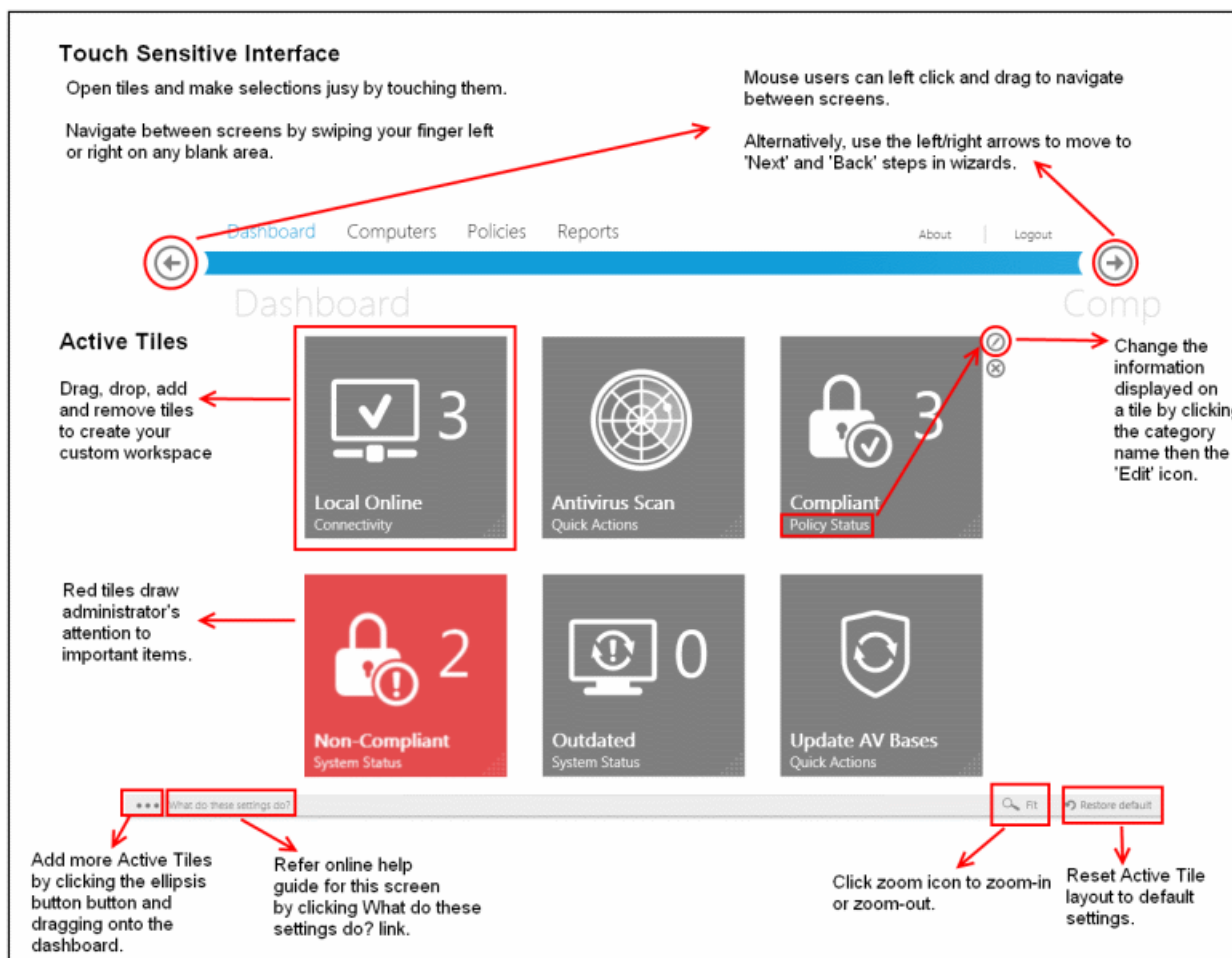 Touch Sensitive Interface
Open tiles and make selections jusy by touching them.
Navigate between screens by swiping your finger left
or right on any blank area.
Mouse users can left click and drag to navigate
between screens.
Alternatively, use the left/right arrows to move to
'Next' and 'Back' steps in wizards.
Dashboard Computers Policies Reports About Logout
Dashboard Comp
Active Tiles
Drag, drop, add
and remove tiles
to create your
custom workspace
3
Local Online
Connectivity
Antivirus Scan
Quick Actions
3
Compliant
Policy Status
Change the
information
displayed on
a tile by clicking
the category
name then the
'Edit' icon.
Red tiles draw
administrator's
attention to
important items.
2
Non-Compliant
System Status
0
Outdated
System Status
Update AV Bases
Quick Actions
What do these settings do? Fit Restore default
Add more Active Tiles
by clicking the ellipsis
button button and
dragging onto the
dashboard.
Refer online help
guide for this screen
by clicking What do these
settings do? link.
Click zoom icon to zoom-in
or zoom-out.
Reset Active Tile
layout to default
settings.